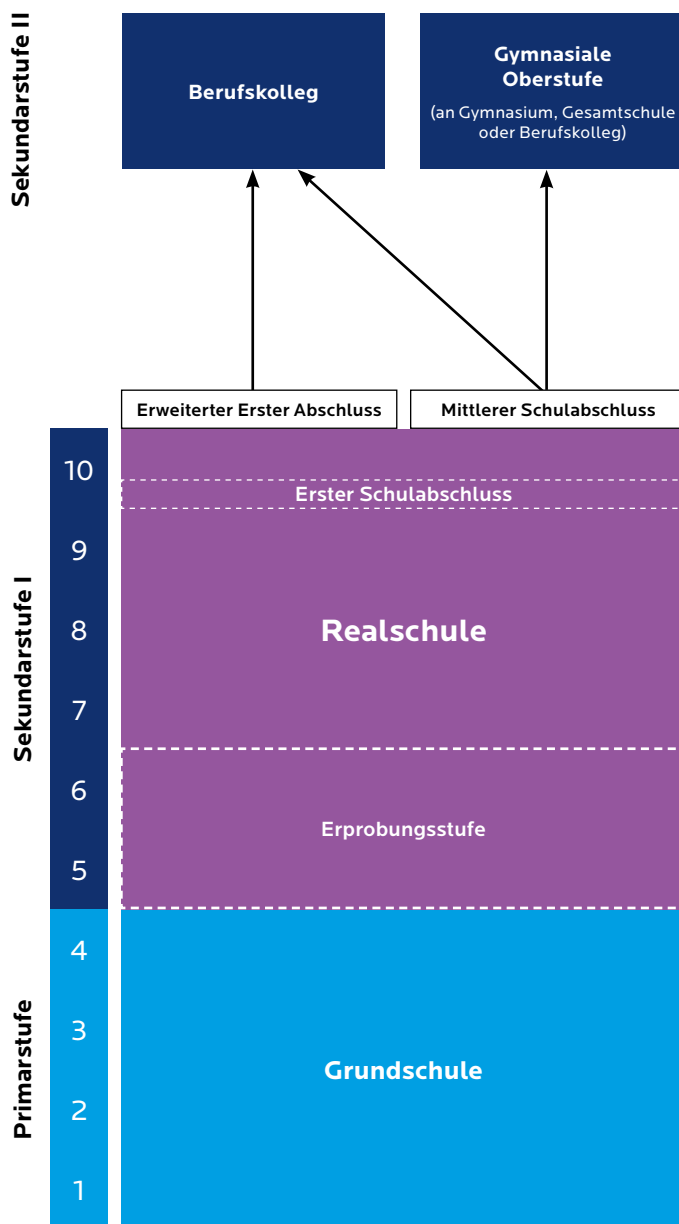 Sekundarstufe II
Berufskolleg
Gymnasiale
Oberstufe
(an Gymnasium, Gesamtschule
oder Berufskolleg)
Erweiterter Erster Abschluss
Mittlerer Schulabschluss
Sekundarstufe I
10
Erster Schulabschluss
9
8
Realschule
7
6
Erprobungsstufe
5
Primarstufe
4
3
Grundschule
2
1